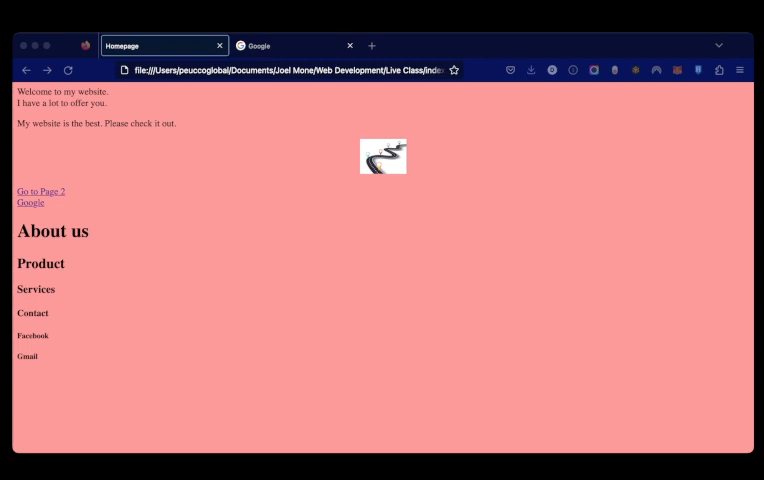 Homepage
Google
file:///Users/peuccoglobal/Documents/Joel Mone/Web Development/Live Class/index
Welcome to my website.
I have a lot to offer you.
My website is the best. Please check it out.
Go to Page 2
Google
About us
Product
Services
Contact
Facebook
Gmail